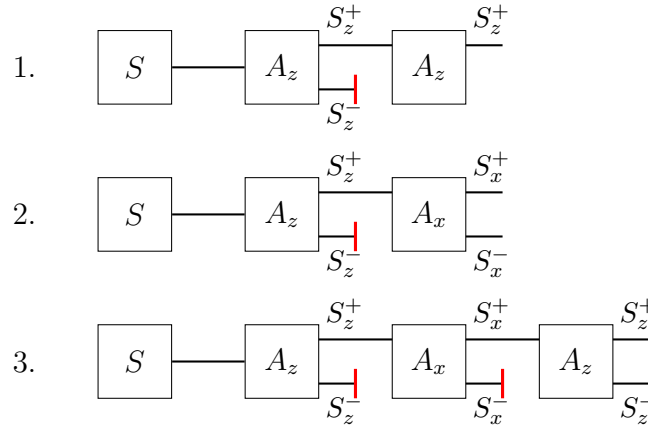 S_z^+ S_z^+
1. S A_z A_z
S_z^-
S_z^+ S_x^+
2. S A_z A_x
S_z^- S_x^-
S_z^+ S_x^+ S_z^+
3. S A_z A_x A_z
S_z^- S_x^- S_z^-